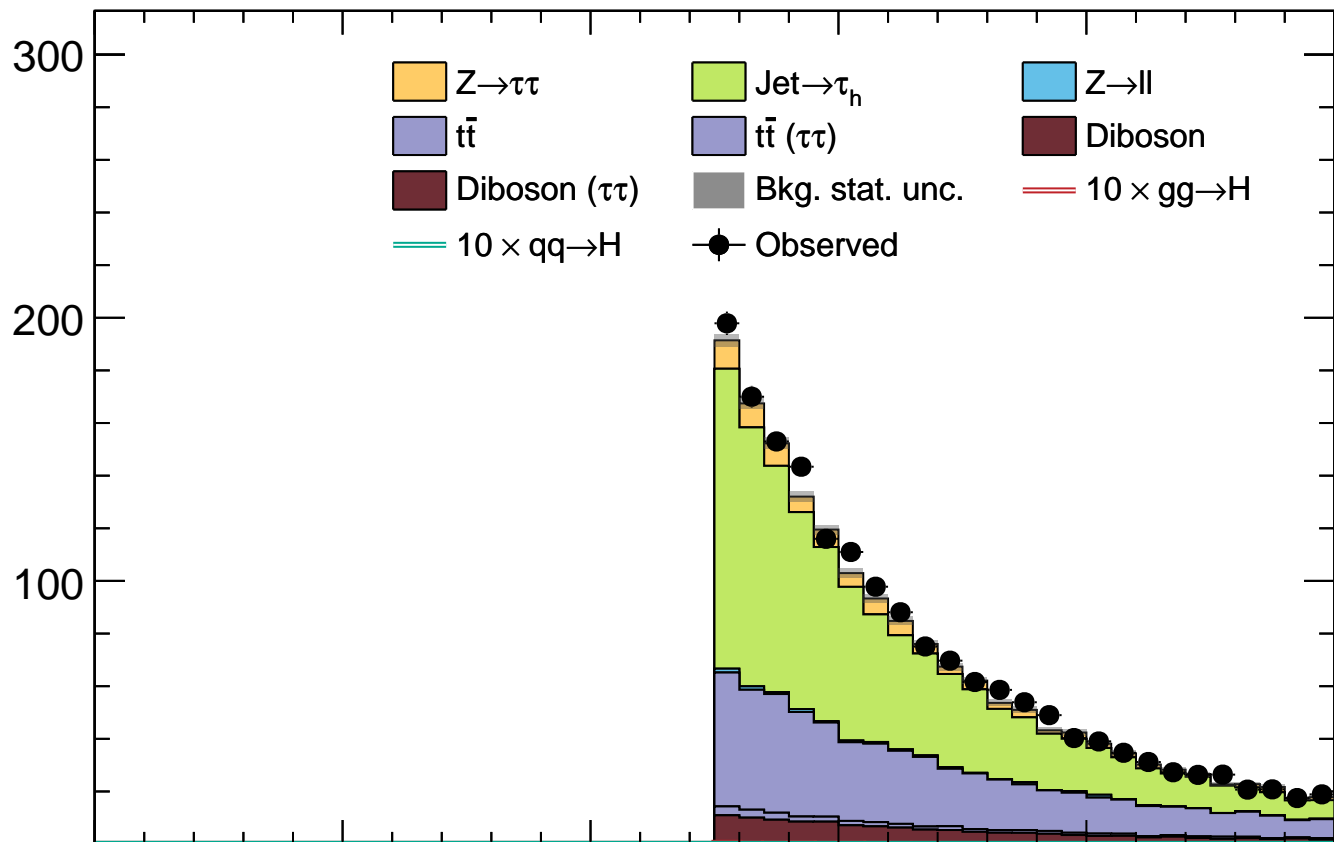 300
Z→ττ Jet→τh Z→ll
tt̄ tt̄ (ττ) Diboson
Diboson (ττ) Bkg. stat. unc. 10 × gg→H
10 × qq→H Observed
200
100